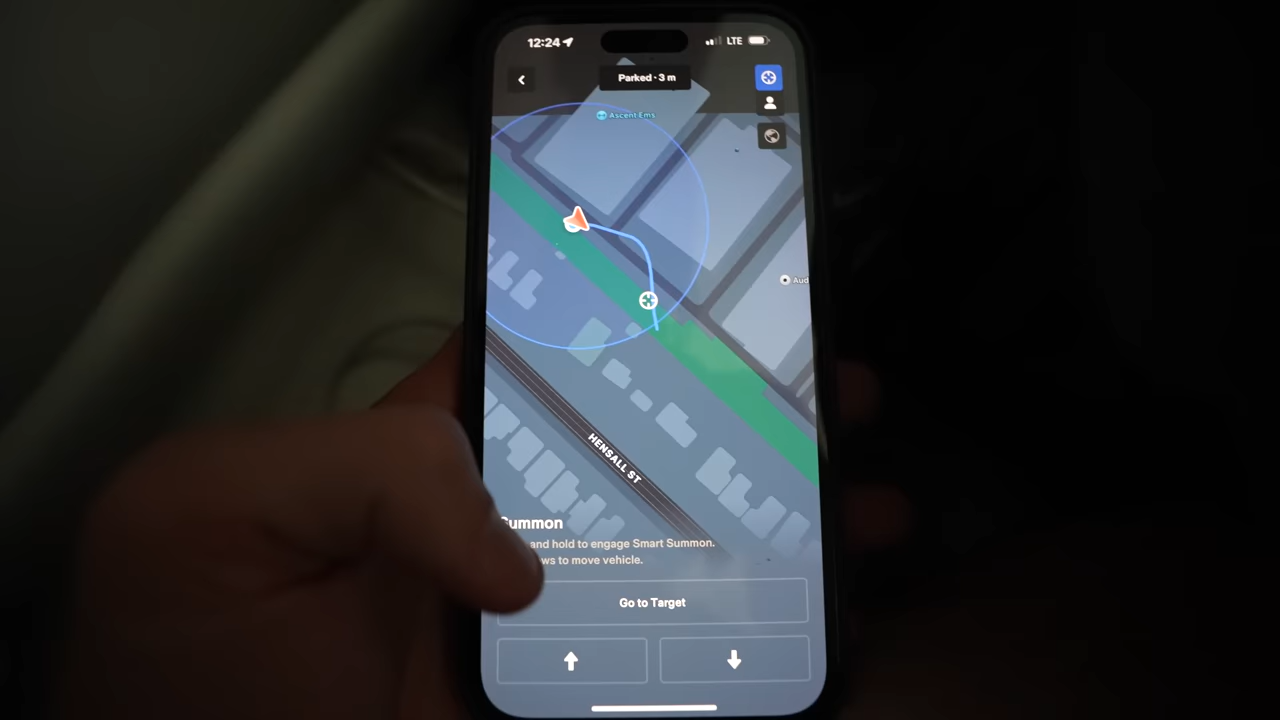 12:24
LTE
Parked · 3 m
Ascent Ems
Aud
HENSALL ST
Summon
and hold to engage Smart Summon.
ws to move vehicle.
Go to Target